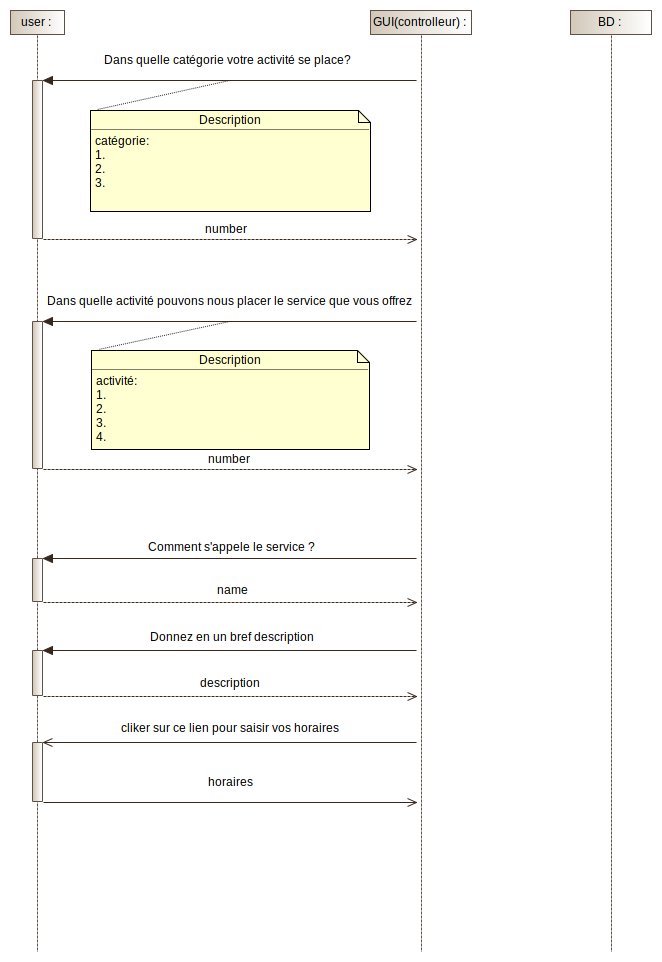 user :
GUI(controlleur) :
BD :
Dans quelle catégorie votre activité se place?
Description
catégorie:
1.
2.
3.
number
Dans quelle activité pouvons nous placer le service que vous offrez
Description
activité:
1.
2.
3.
4.
number
Comment s'appele le service ?
name
Donnez en un bref description
description
cliker sur ce lien pour saisir vos horaires
horaires